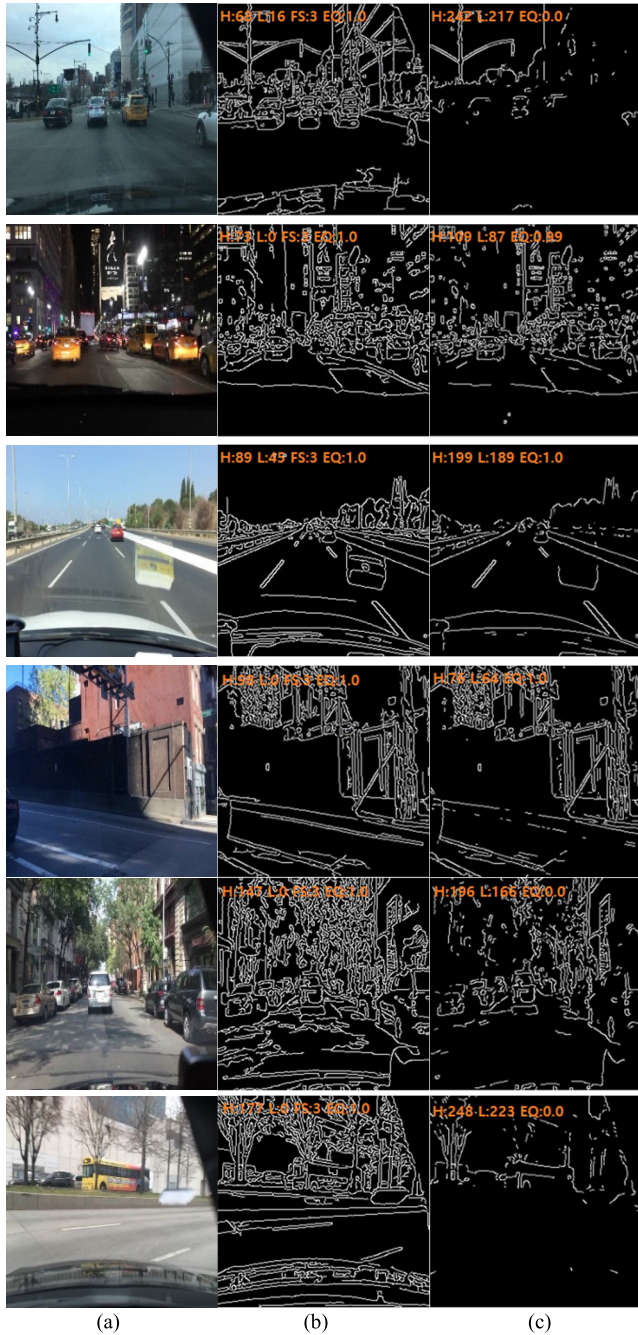 H:68 L:16 FS:3 EQ:1.0
H:242 L:217 EQ:0.0
H:73 L:0 FS:3 EQ:1.0
H:109 L:87 EQ:0.99
H:89 L:45 FS:3 EQ:1.0
H:199 L:189 EQ:1.0
H:98 L:0 FS:3 EQ:1.0
H:76 L:64 EQ:1.0
H:147 L:0 FS:3 EQ:1.0
H:196 L:166 EQ:0.0
H:177 L:0 FS:3 EQ:1.0
H:248 L:223 EQ:0.0
(a)
(b)
(c)